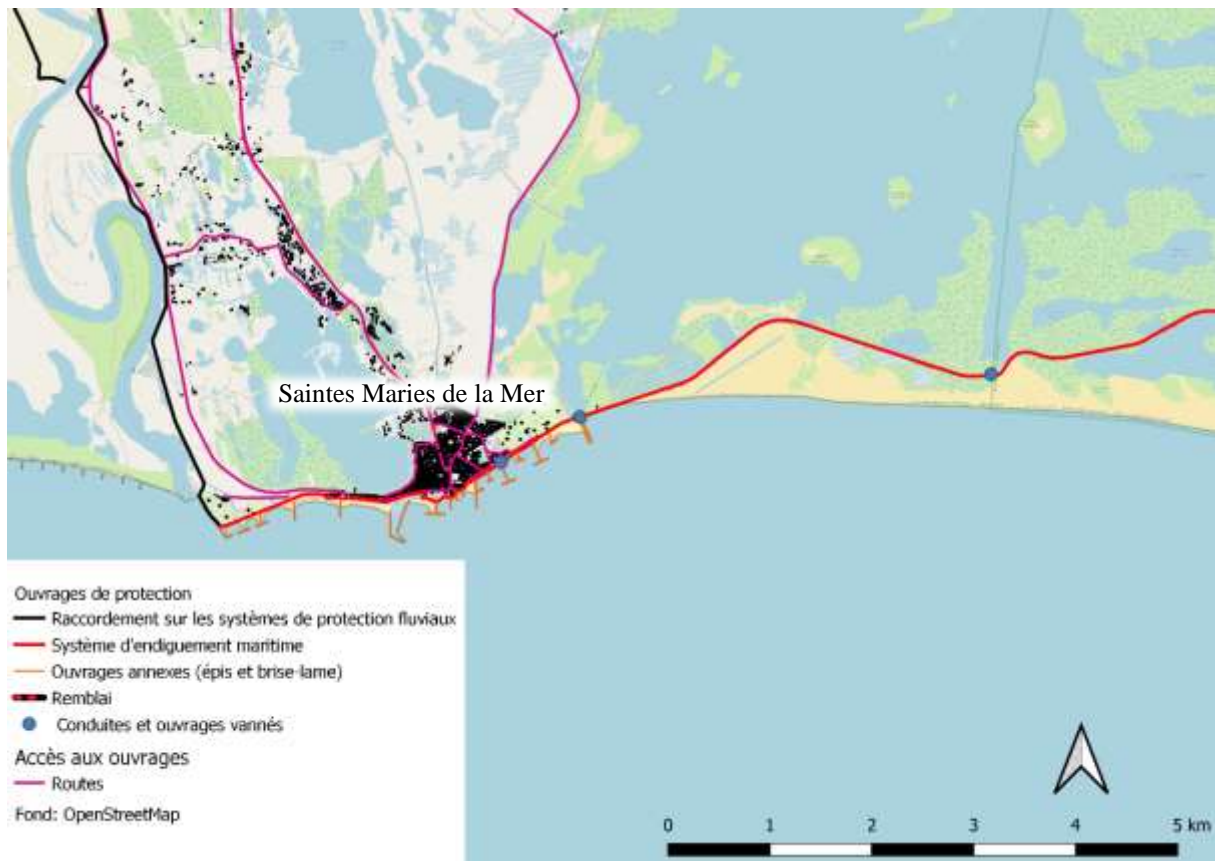 Saintes Maries de la Mer
Ouvrages de protection
Raccordement sur les systèmes de protection fluviaux
Système d'endiguement maritime
Ouvrages annexes (épis et brise-lame)
Remblai
Conduites et ouvrages vannés
Accès aux ouvrages
Routes
Fond: OpenStreetMap
0 1 2 3 4 5 km